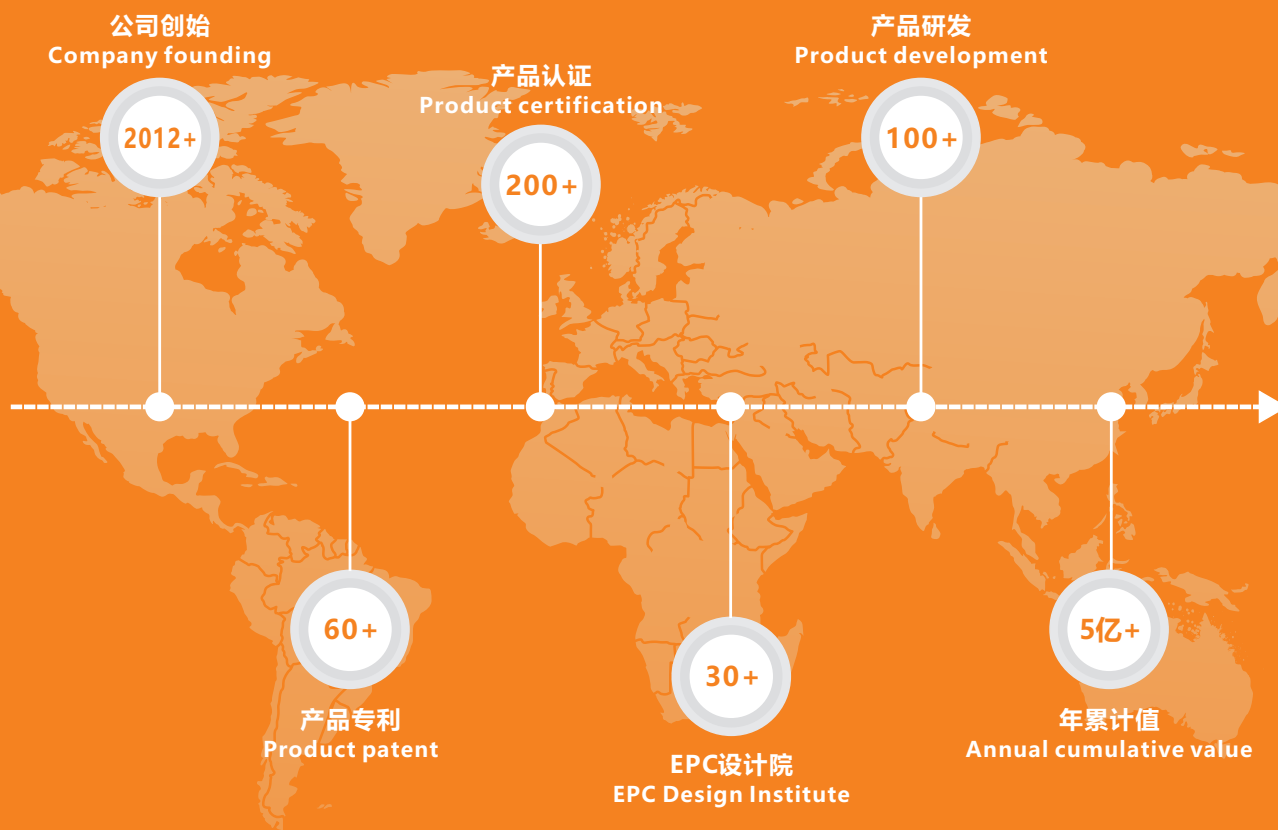 公司创始
Company founding
2012+
产品专利
Product patent
60+
产品认证
Product certification
200+
EPC设计院
EPC Design Institute
30+
产品研发
Product development
100+
年累计值
Annual cumulative value
5亿+